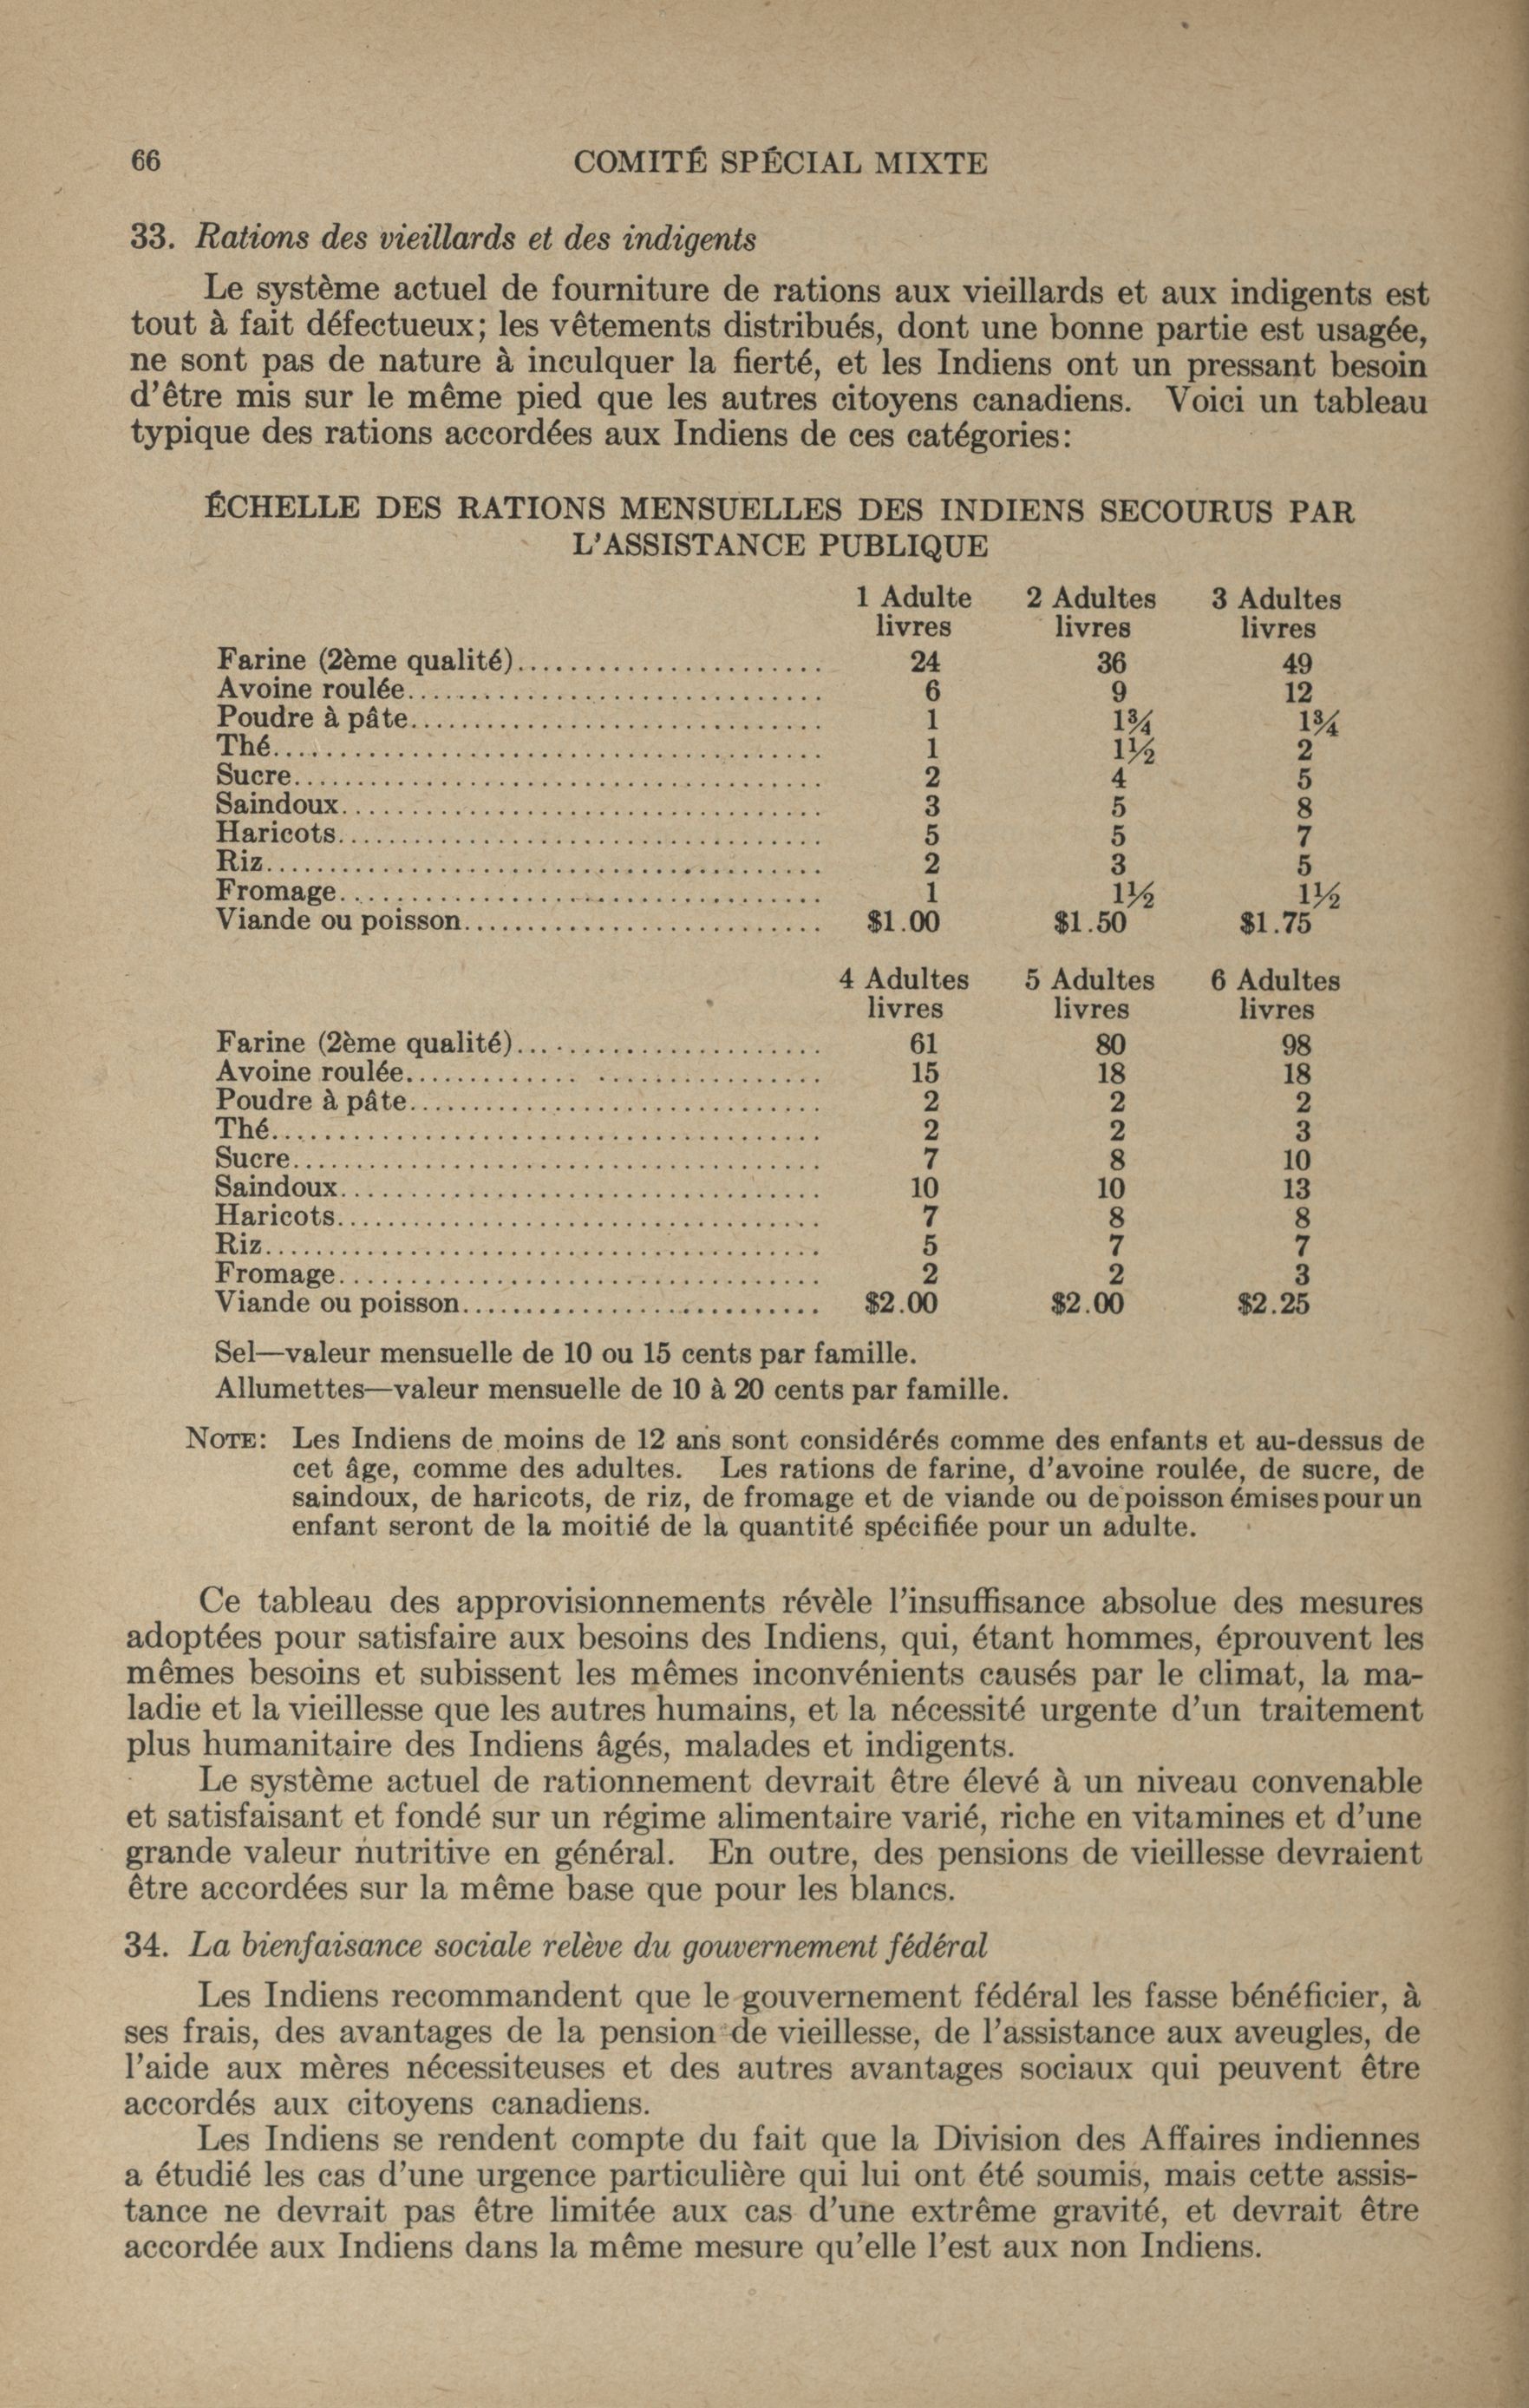 66 COMITÉ SPÉCIAL MIXTE
33. Rations des vieillards et des indigents
Le système actuel de fourniture de rations aux vieillards et aux indigents est
tout à fait défectueux; les vêtements distribués, dont une bonne partie est usagée,
ne sont pas de nature à inculquer la fierté, et les Indiens ont un pressant besoin
d'être mis sur le même pied que les autres citoyens canadiens. Voici un tableau
typique des rations accordées aux Indiens de ces catégories:
ÉCHELLE DES RATIONS MENSUELLES DES INDIENS SECOURUS PAR
L'ASSISTANCE PUBLIQUE
1 Adulte 2 Adultes 3 Adultes
livres livres livres
Farine (2ème qualité)........................ 24 36 49
Avoine roulée................................ 6 9 12
Poudre à pâte................................ 1 1¾ 1¾
Thé.......................................... 1 1½ 2
Sucre........................................ 2 4 5
Saindoux..................................... 3 5 8
Haricots..................................... 5 5 7
Riz.......................................... 2 3 5
Fromage...................................... 1 1½ 1½
Viande ou poisson............................ $1.00 $1.50 $1.75
4 Adultes 5 Adultes 6 Adultes
livres livres livres
Farine (2ème qualité)........................ 61 80 98
Avoine roulée................................ 15 18 18
Poudre à pâte................................ 2 2 2
Thé.......................................... 2 2 3
Sucre........................................ 7 8 10
Saindoux..................................... 10 10 13
Haricots..................................... 7 8 8
Riz.......................................... 5 7 7
Fromage...................................... 2 2 3
Viande ou poisson............................ $2.00 $2.00 $2.25
Sel—valeur mensuelle de 10 ou 15 cents par famille.
Allumettes—valeur mensuelle de 10 à 20 cents par famille.
NOTE: Les Indiens de moins de 12 ans sont considérés comme des enfants et au-dessus de
cet âge, comme des adultes. Les rations de farine, d'avoine roulée, de sucre, de
saindoux, de haricots, de riz, de fromage et de viande ou de poisson émises pour un
enfant seront de la moitié de la quantité spécifiée pour un adulte.
Ce tableau des approvisionnements révèle l'insuffisance absolue des mesures
adoptées pour satisfaire aux besoins des Indiens, qui, étant hommes, éprouvent les
mêmes besoins et subissent les mêmes inconvénients causés par le climat, la ma-
ladie et la vieillesse que les autres humains, et la nécessité urgente d'un traitement
plus humanitaire des Indiens âgés, malades et indigents.
Le système actuel de rationnement devrait être élevé à un niveau convenable
et satisfaisant et fondé sur un régime alimentaire varié, riche en vitamines et d'une
grande valeur nutritive en général. En outre, des pensions de vieillesse devraient
être accordées sur la même base que pour les blancs.
34. La bienfaisance sociale relève du gouvernement fédéral
Les Indiens recommandent que le gouvernement fédéral les fasse bénéficier, à
ses frais, des avantages de la pension de vieillesse, de l'assistance aux aveugles, de
l'aide aux mères nécessiteuses et des autres avantages sociaux qui peuvent être
accordés aux citoyens canadiens.
Les Indiens se rendent compte du fait que la Division des Affaires indiennes
a étudié les cas d'une urgence particulière qui lui ont été soumis, mais cette assis-
tance ne devrait pas être limitée aux cas d'une extrême gravité, et devrait être
accordée aux Indiens dans la même mesure qu'elle l'est aux non Indiens.